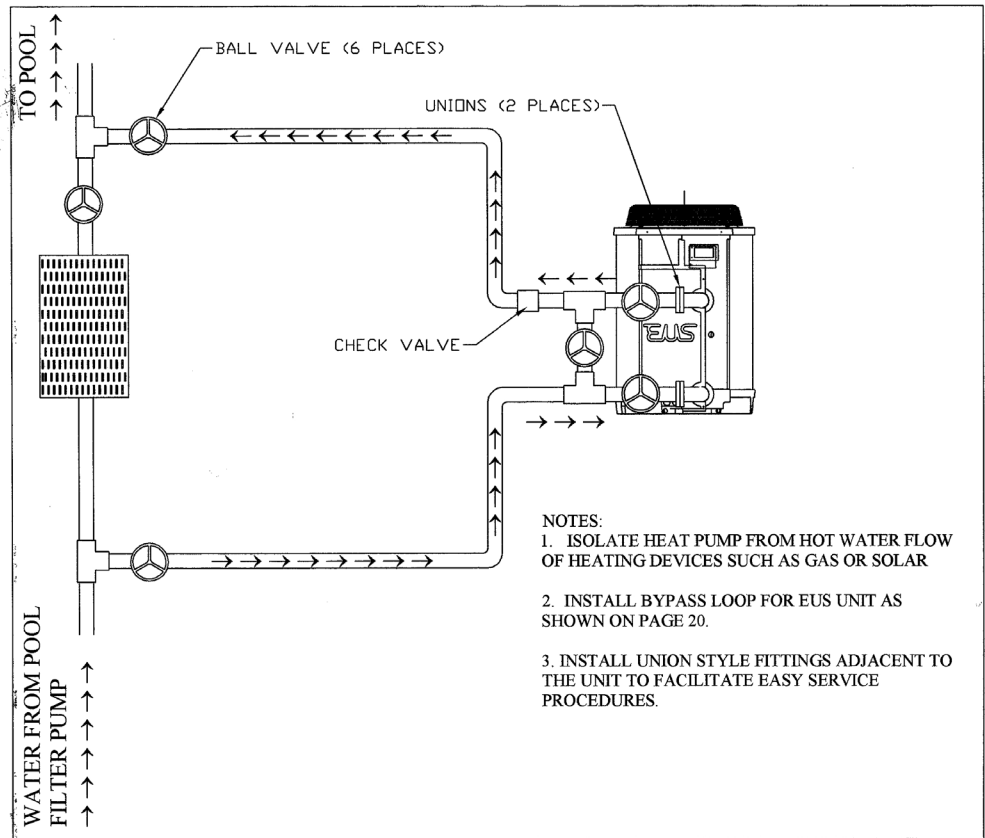 TO POOL
BALL VALVE (6 PLACES)
UNIONS (2 PLACES)
EUS
CHECK VALVE
NOTES:
1. ISOLATE HEAT PUMP FROM HOT WATER FLOW
OF HEATING DEVICES SUCH AS GAS OR SOLAR
2. INSTALL BYPASS LOOP FOR EUS UNIT AS
SHOWN ON PAGE 20.
3. INSTALL UNION STYLE FITTINGS ADJACENT TO
THE UNIT TO FACILITATE EASY SERVICE
PROCEDURES.
WATER FROM POOL
FILTER PUMP